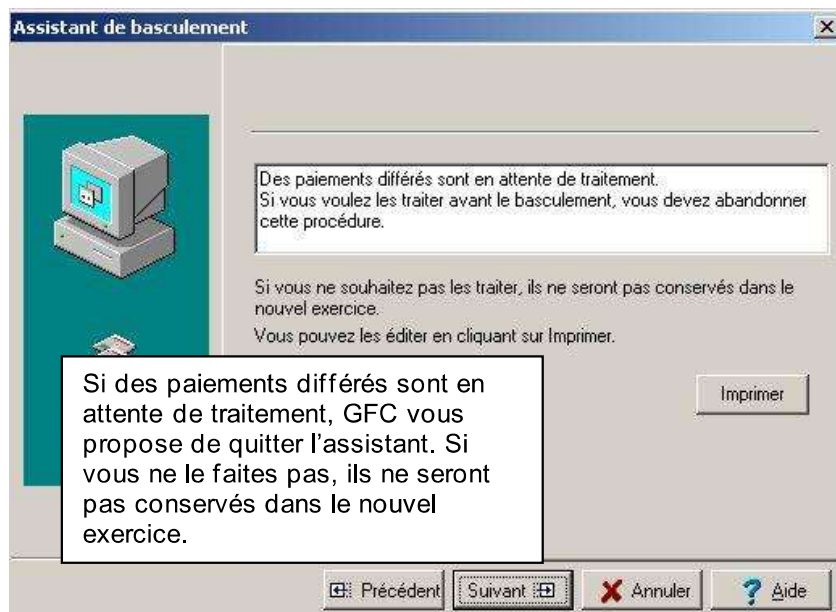 Assistant de basculement
Des paiements différés sont en attente de traitement.
Si vous voulez les traiter avant le basculement, vous devez abandonner
cette procédure.
Si vous ne souhaitez pas les traiter, ils ne seront pas conservés dans le
nouvel exercice.
Vous pouvez les éditer en cliquant sur Imprimer.
Imprimer
Si des paiements différés sont en
attente de traitement, GFC vous
propose de quitter l'assistant. Si
vous ne le faites pas, ils ne seront
pas conservés dans le nouvel
exercice.
Précédent Suivant Annuler Aide